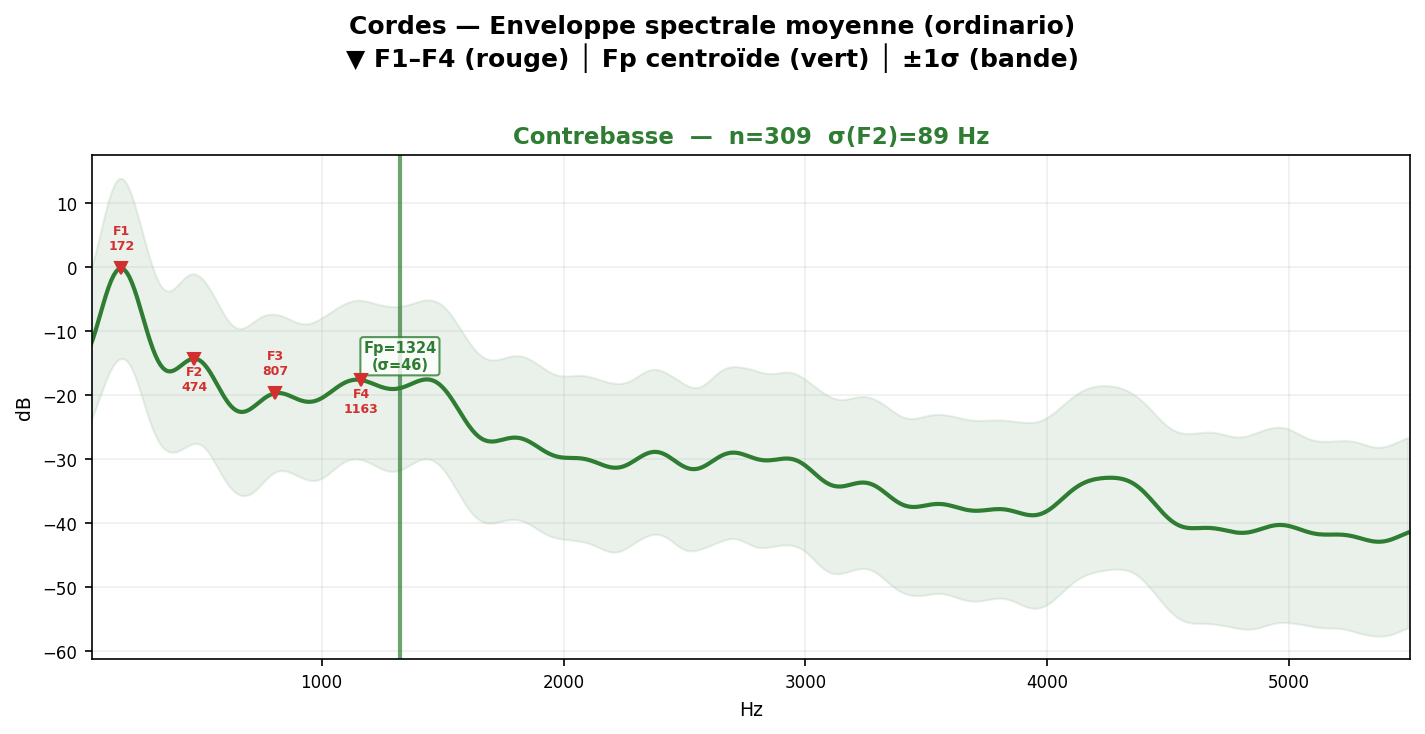 Cordes — Enveloppe spectrale moyenne (ordinario)
▼ F1–F4 (rouge) │ Fp centroïde (vert) │ ±1σ (bande)
Contrebasse — n=309 σ(F2)=89 Hz
10
0
−10
−20
−30
−40
−50
−60
dB
F1
172
F2
474
F3
807
F4
1163
Fp=1324
(σ=46)
1000
2000
3000
4000
5000
Hz